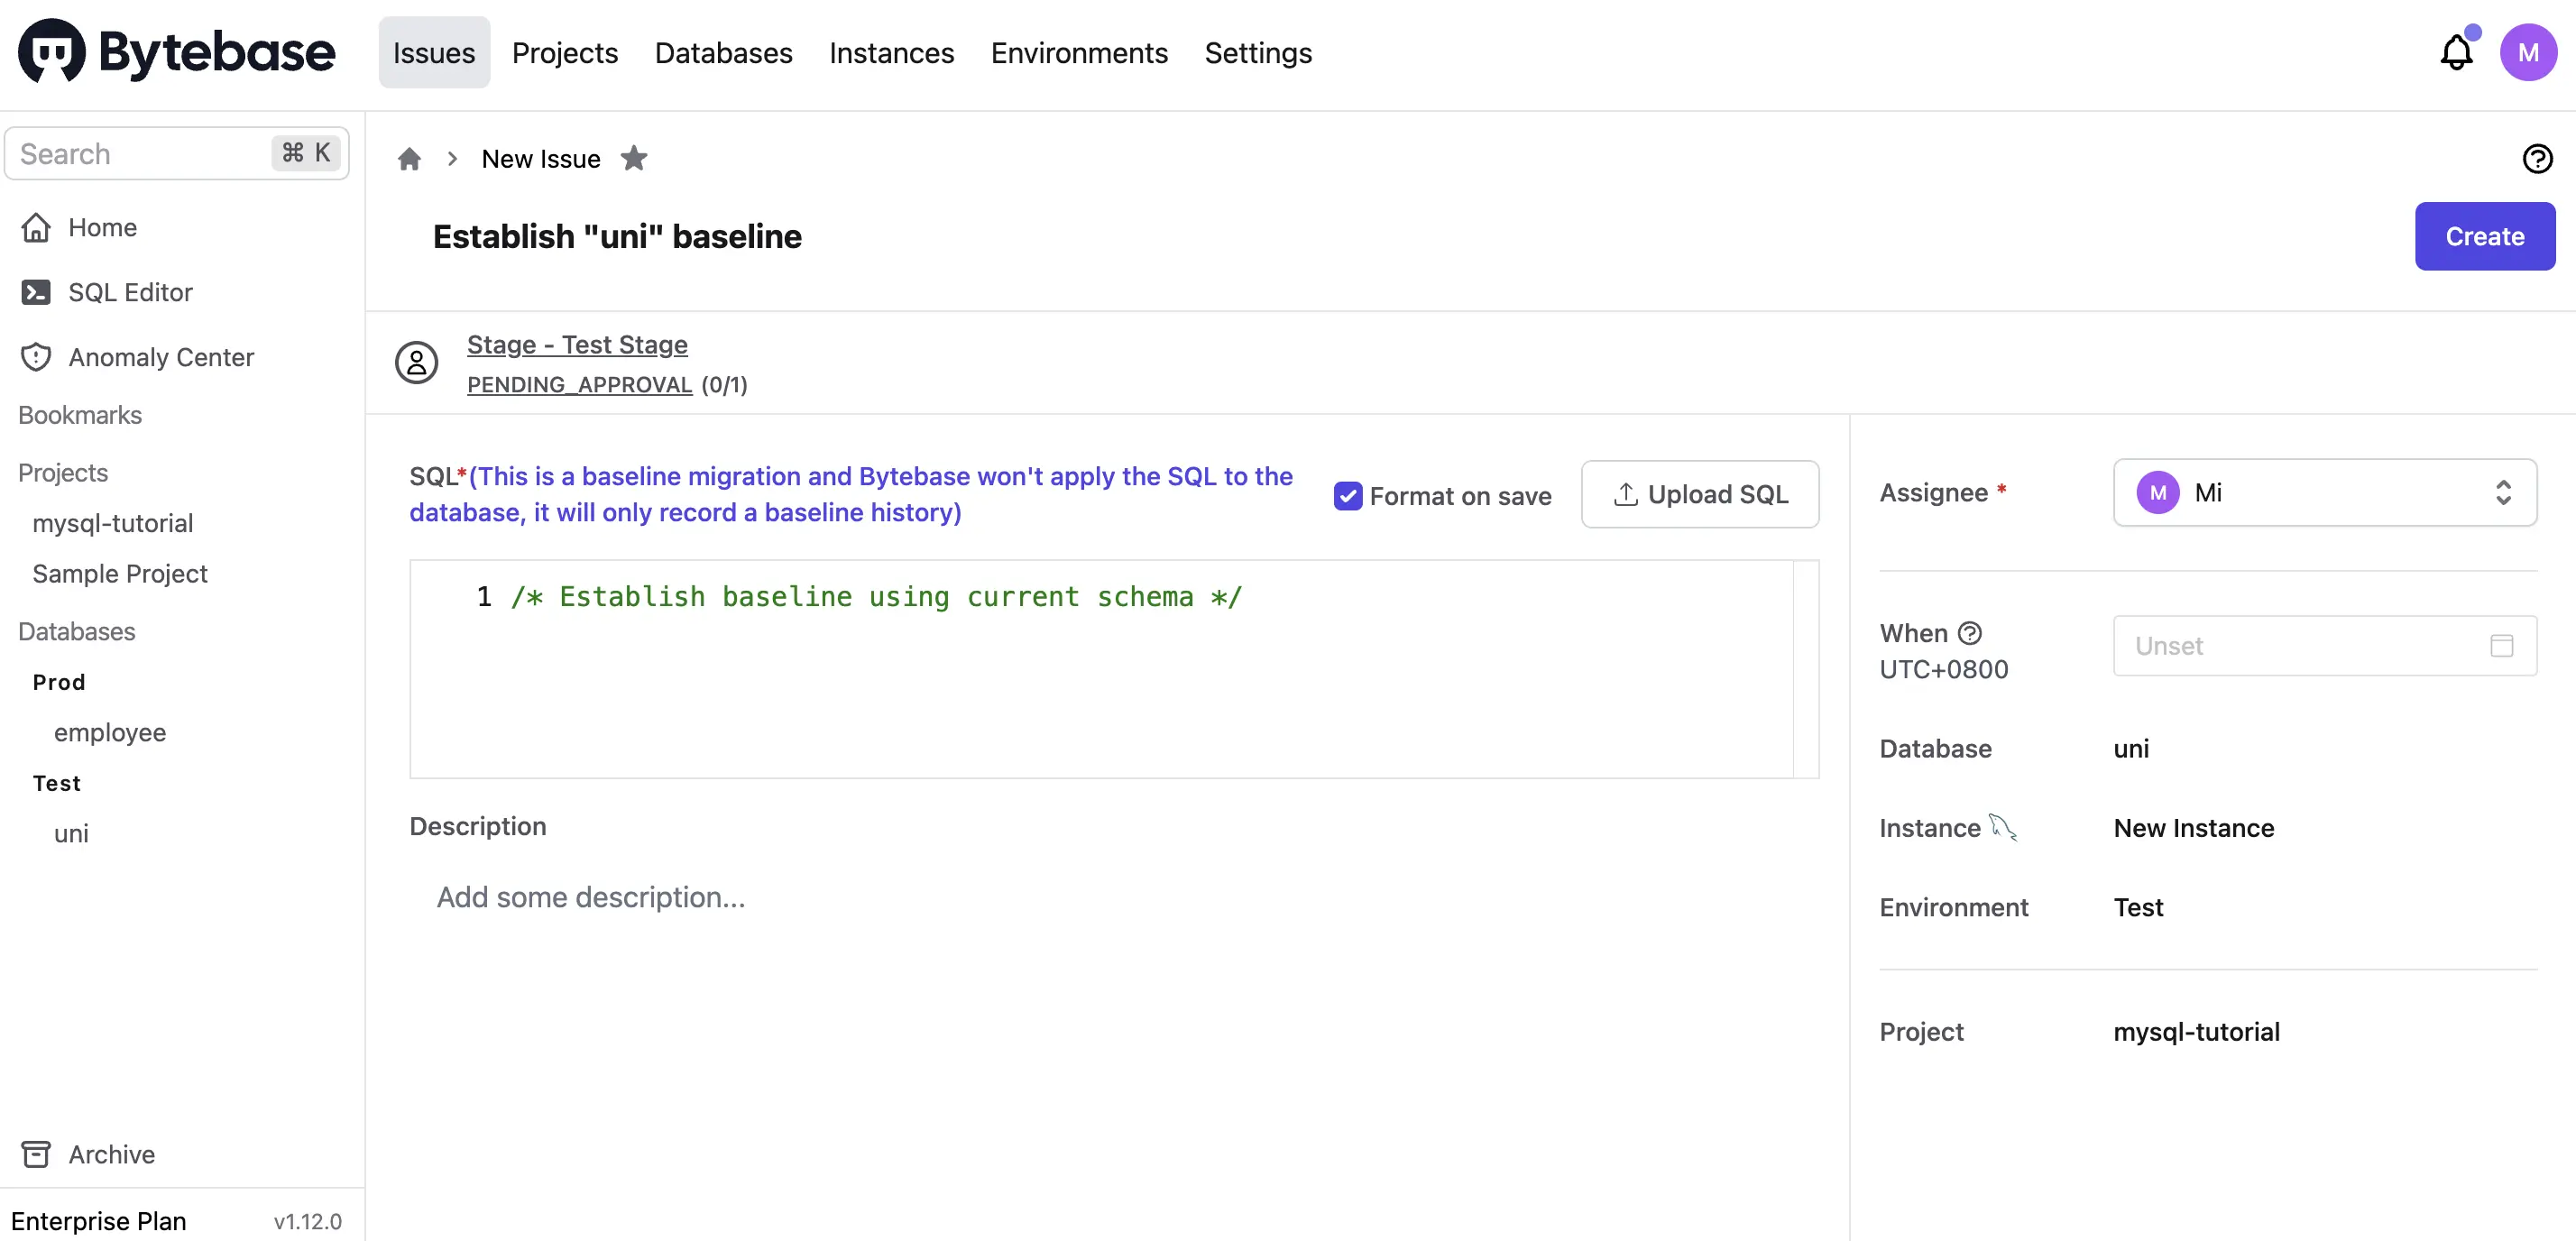 Bytebase
Issues Projects Databases Instances Environments Settings
M
Search ⌘ K
Home
SQL Editor
Anomaly Center
Bookmarks
Projects
mysql-tutorial
Sample Project
Databases
Prod
employee
Test
uni
Archive
Enterprise Plan v1.12.0
New Issue
Establish "uni" baseline
Create
Stage - Test Stage
PENDING_APPROVAL (0/1)
SQL*(This is a baseline migration and Bytebase won't apply the SQL to the
database, it will only record a baseline history)
Format on save
Upload SQL
1 /* Establish baseline using current schema */
Description
Add some description...
Assignee * M Mi
When
UTC+0800
Unset
Database uni
Instance New Instance
Environment Test
Project mysql-tutorial